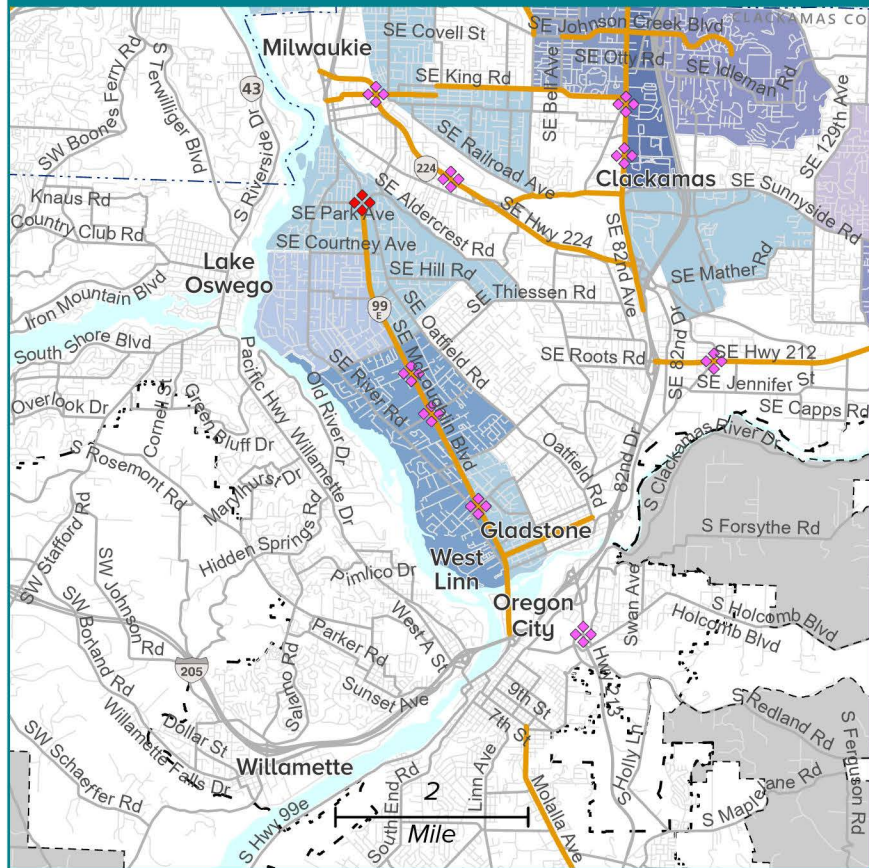 CLACKAMAS CO
SE Covell St
SE Johnson Creek Blvd
Milwaukie
SE Otty Rd
SE King Rd
SE Idleman Rd
S Terwilliger Blvd
SW Boones Ferry Rd
43
SE Bell Ave
SE 129th Ave
S Riverside Dr
SE Railroad Ave
224
Clackamas
SE Sunnyside Rd
Knaus Rd
SE Park Ave
SE Aldercrest Rd
SE Hwy 224
Country Club Rd
SE Courtney Ave
SE 82nd Ave
Lake
Oswego
SE Hill Rd
SE Mather Rd
Iron Mountain Blvd
SE
Thiessen Rd
99
E
SE Oatfield Rd
SE 82nd Dr
South Shore Blvd
SE Roots Rd
SE Hwy 212
SE McLoughlin Blvd
SE River Rd
SE Jennifer St
Pacific Hwy
Old River Dr
Overlook Dr
Cornell St
SE Capps Rd
Green Bluff Dr
S Clackamas River Dr
S Rosemont Rd
Willamette Dr
Oatfield Rd
82nd Dr
Marylhurst Dr
S Forsythe Rd
Gladstone
Hidden Springs Rd
SW Stafford Rd
West
Linn
Pimlico Dr
SW Johnson Rd
Oregon
City
Swan Ave
S Holcomb Blvd
Holcomb Blvd
SW Borland Rd
West A St
Parker Rd
205
Hwy 213
Salamo Rd
Sunset Ave
9th St
7th St
S Redland Rd
Dollar St
S Holly Ln
S Ferguson Rd
Willamette Falls Dr
Willamette
SW Schaeffer Rd
2
Mile
South End Rd
Linn Ave
Molalla Ave
S Maple Lane Rd
S Hwy 99e